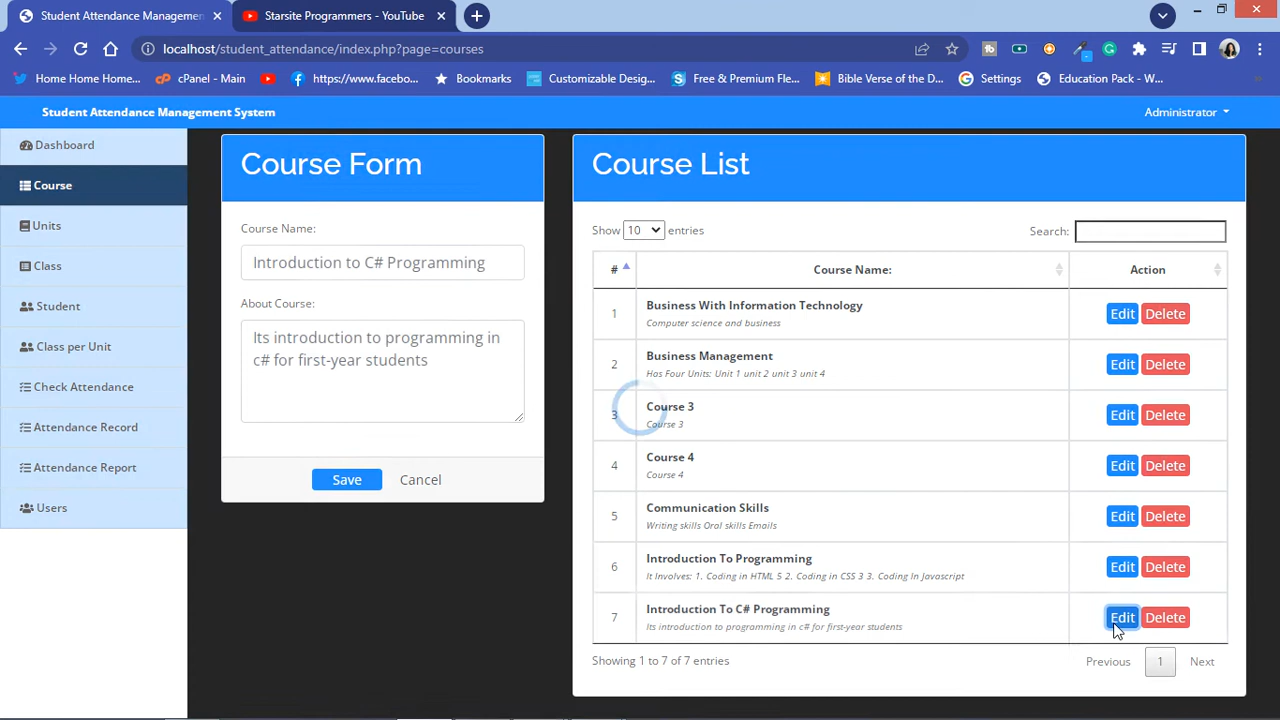 Student Attendance Managemen
Starsite Programmers - YouTube
localhost/student_attendance/index.php?page=courses
Home Home Home...
cPanel - Main
https://www.facebo...
Bookmarks
Customizable Desig...
Free & Premium Fle...
Bible Verse of the D...
Settings
Education Pack - W...
Student Attendance Management System
Administrator
Dashboard
Course
Units
Class
Student
Class per Unit
Check Attendance
Attendance Record
Attendance Report
Users
Course Form
Course Name:
Introduction to C# Programming
About Course:
Its introduction to programming in
c# for first-year students
Save Cancel
Course List
Show 10 entries
Search:
# Course Name: Action
1 Business With Information Technology Edit Delete
Computer science and business
2 Business Management Edit Delete
Has Four Units: Unit 1 unit 2 unit 3 unit 4
3 Course 3 Edit Delete
Course 3
4 Course 4 Edit Delete
Course 4
5 Communication Skills Edit Delete
Writing skills Oral skills Emails
6 Introduction To Programming Edit Delete
It Involves: 1. Coding in HTML 5 2. Coding in CSS 3 3. Coding In Javascript
7 Introduction To C# Programming Edit Delete
Its introduction to programming in c# for first-year students
Showing 1 to 7 of 7 entries
Previous 1 Next